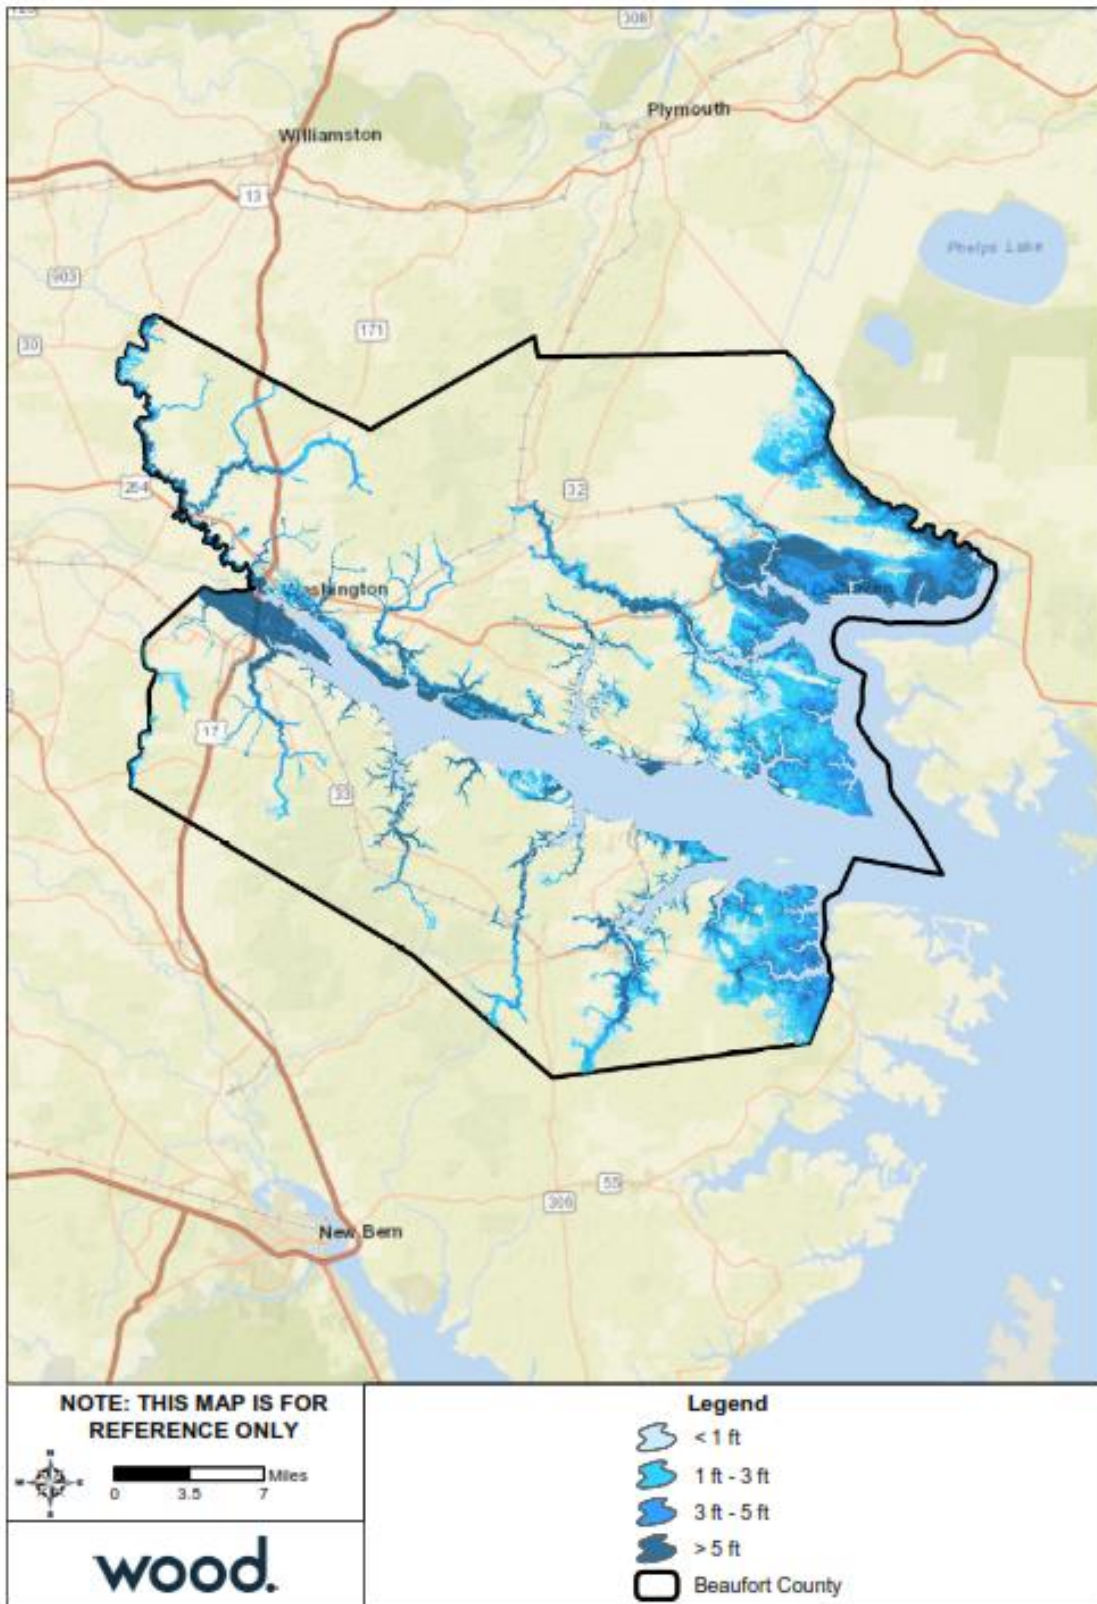 308
Plymouth
Williamston
13
Phelps Lake
903
171
30
264
32
Washington
17
33
55
306
New Bern
NOTE: THIS MAP IS FOR
REFERENCE ONLY
N
W E
S
0 3.5 7 Miles
wood.
Legend
< 1 ft
1 ft - 3 ft
3 ft - 5 ft
> 5 ft
Beaufort County